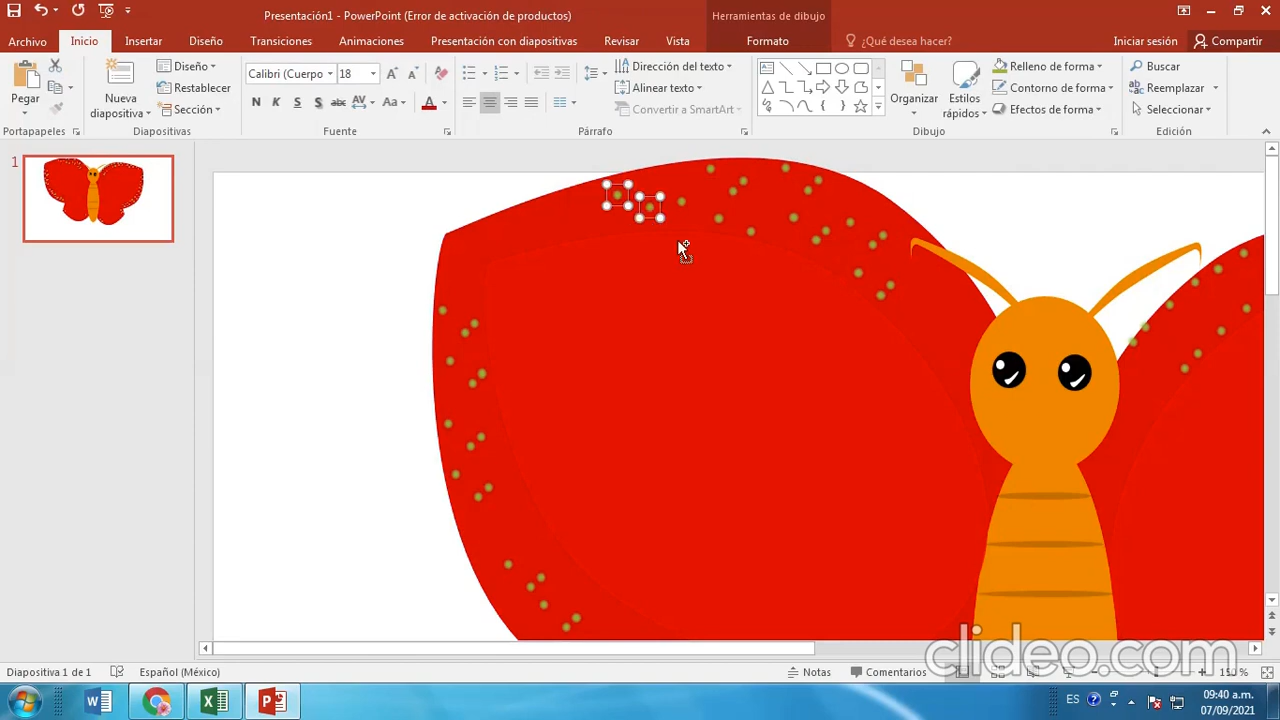 Presentación1 - PowerPoint (Error de activación de productos)
Herramientas de dibujo
Archivo Inicio Insertar Diseño Transiciones Animaciones Presentación con diapositivas Revisar Vista Formato ¿Qué desea hacer? Iniciar sesión Compartir
Pegar
Nueva diapositiva
Diseño
Restablecer
Sección
Calibri (Cuerpo 18
N K S S abc AV Aa A
Dirección del texto
Alinear texto
Convertir a SmartArt
Organizar
Estilos rápidos
Relleno de forma
Contorno de forma
Efectos de forma
Buscar
Reemplazar
Seleccionar
Portapapeles Diapositivas Fuente Párrafo Dibujo Edición
1
clideo.com
Diapositiva 1 de 1 Español (México) Notas Comentarios 150 %
ES 09:40 a.m.
07/09/2021